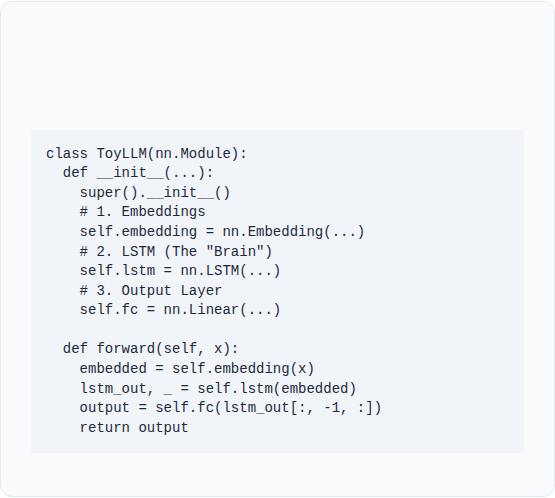 class ToyLLM(nn.Module):
  def __init__(...):
    super().__init__()
    # 1. Embeddings
    self.embedding = nn.Embedding(...)
    # 2. LSTM (The "Brain")
    self.lstm = nn.LSTM(...)
    # 3. Output Layer
    self.fc = nn.Linear(...)

  def forward(self, x):
    embedded = self.embedding(x)
    lstm_out, _ = self.lstm(embedded)
    output = self.fc(lstm_out[:, -1, :])
    return output